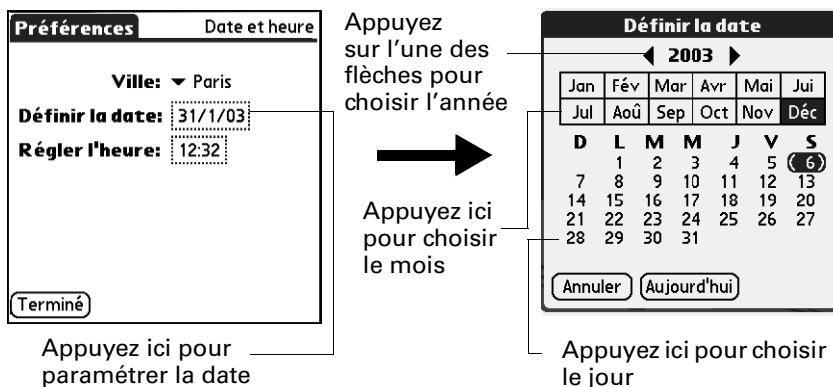 Préférences Date et heure
Ville: Paris
Définir la date: 31/1/03
Régler l'heure: 12:32
Terminé
Appuyez ici pour
paramétrer la date
Appuyez
sur l'une des
flèches pour
choisir l'année
Appuyez ici
pour choisir
le mois
Définir la date
2003
Jan Fév Mar Avr Mai Jui
Jul Aoû Sep Oct Nov Déc
D L M M J V S
1 2 3 4 5 6
7 8 9 10 11 12 13
14 15 16 17 18 19 20
21 22 23 24 25 26 27
28 29 30 31
Annuler Aujourd'hui
Appuyez ici pour choisir
le jour